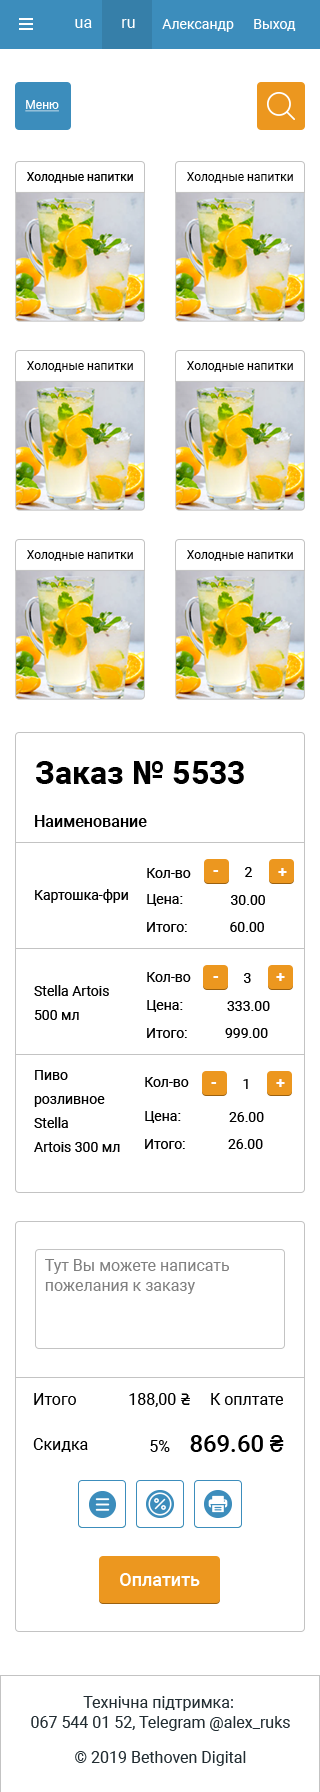 ua ru Александр Выход
Меню
Холодные напитки Холодные напитки
Холодные напитки Холодные напитки
Холодные напитки Холодные напитки
Заказ № 5533
Наименование
Картошка-фри
Кол-во - 2 +
Цена: 30.00
Итого: 60.00
Stella Artois
500 мл
Кол-во - 3 +
Цена: 333.00
Итого: 999.00
Пиво
розливное
Stella
Artois 300 мл
Кол-во - 1 +
Цена: 26.00
Итого: 26.00
Тут Вы можете написать
пожелания к заказу
Итого 188,00 ₴ К оплтате
Скидка 5% 869.60 ₴
%
Оплатить
Технічна підтримка:
067 544 01 52, Telegram @alex_ruks
© 2019 Bethoven Digital